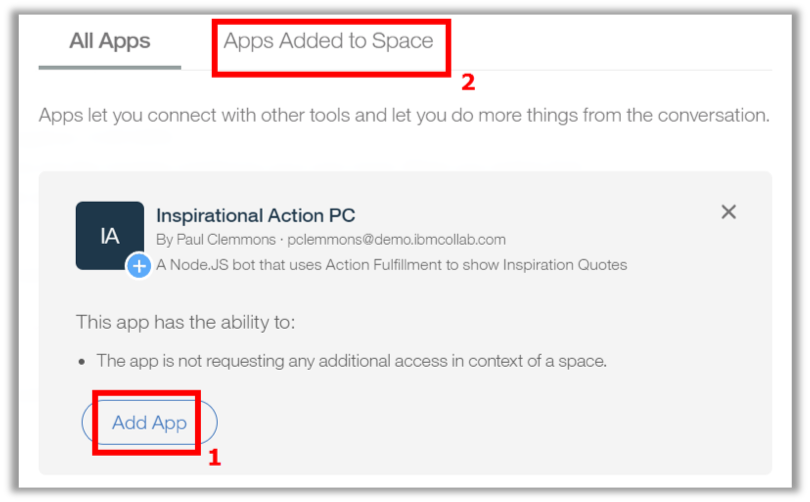 All Apps Apps Added to Space
2
Apps let you connect with other tools and let you do more things from the conversation.
IA
Inspirational Action PC
By Paul Clemmons · pclemmons@demo.ibmcollab.com
A Node.JS bot that uses Action Fulfillment to show Inspiration Quotes
This app has the ability to:
• The app is not requesting any additional access in context of a space.
Add App
1